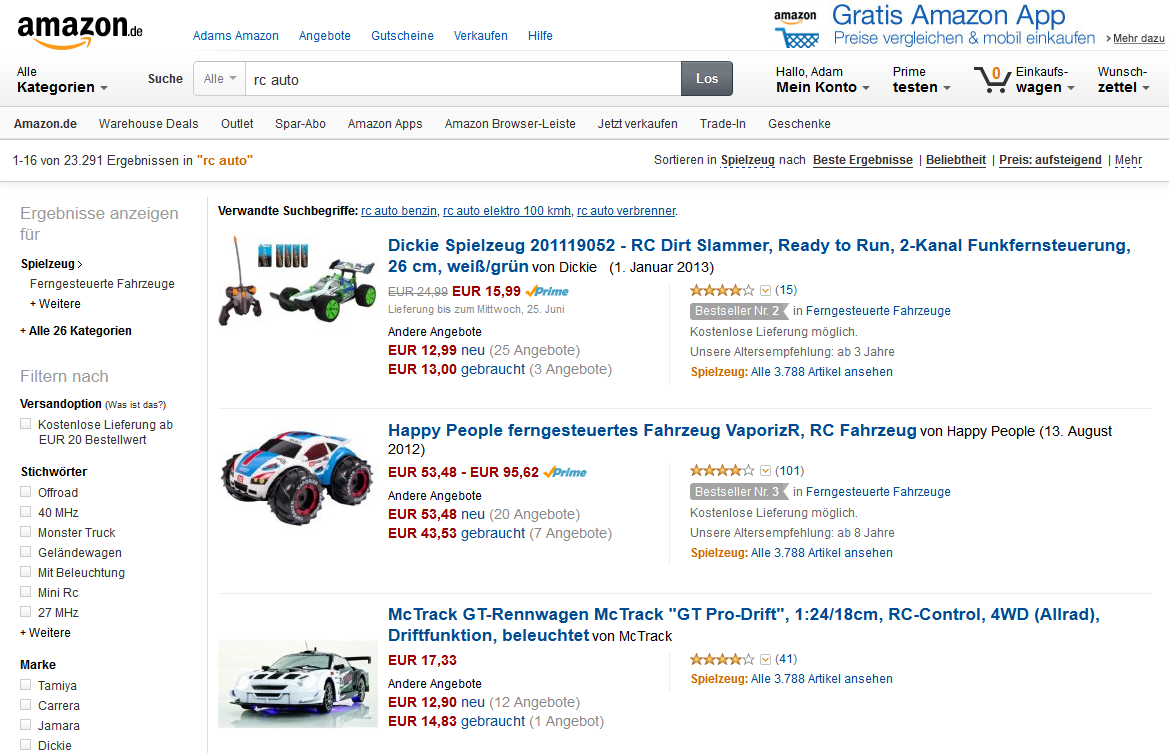 amazon.de
Adams Amazon Angebote Gutscheine Verkaufen Hilfe
amazon
Gratis Amazon App
Preise vergleichen & mobil einkaufen
› Mehr dazu
Alle
Kategorien
Suche
Alle
rc auto
Los
Hallo, Adam
Mein Konto
Prime
testen
0
Einkaufs-
wagen
Wunsch-
zettel
Amazon.de Warehouse Deals Outlet Spar-Abo Amazon Apps Amazon Browser-Leiste Jetzt verkaufen Trade-In Geschenke
1-16 von 23.291 Ergebnissen in "rc auto"
Sortieren in Spielzeug nach Beste Ergebnisse | Beliebtheit | Preis: aufsteigend | Mehr
Ergebnisse anzeigen
für
Spielzeug ›
Ferngesteuerte Fahrzeuge
+ Weitere
+ Alle 26 Kategorien
Filtern nach
Versandoption (Was ist das?)
Kostenlose Lieferung ab
EUR 20 Bestellwert
Stichwörter
Offroad
40 MHz
Monster Truck
Geländewagen
Mit Beleuchtung
Mini Rc
27 MHz
+ Weitere
Marke
Tamiya
Carrera
Jamara
Dickie
Verwandte Suchbegriffe: rc auto benzin, rc auto elektro 100 kmh, rc auto verbrenner.
Dickie Spielzeug 201119052 - RC Dirt Slammer, Ready to Run, 2-Kanal Funkfernsteuerung,
26 cm, weiß/grün von Dickie (1. Januar 2013)
EUR 24,99 EUR 15,99 Prime
Lieferung bis zum Mittwoch, 25. Juni
Andere Angebote
EUR 12,99 neu (25 Angebote)
EUR 13,00 gebraucht (3 Angebote)
(15)
Bestseller Nr. 2 in Ferngesteuerte Fahrzeuge
Kostenlose Lieferung möglich.
Unsere Altersempfehlung: ab 3 Jahre
Spielzeug: Alle 3.788 Artikel ansehen
Happy People ferngesteuertes Fahrzeug VaporizR, RC Fahrzeug von Happy People (13. August
2012)
EUR 53,48 - EUR 95,62 Prime
Andere Angebote
EUR 53,48 neu (20 Angebote)
EUR 43,53 gebraucht (7 Angebote)
(101)
Bestseller Nr. 3 in Ferngesteuerte Fahrzeuge
Kostenlose Lieferung möglich.
Unsere Altersempfehlung: ab 8 Jahre
Spielzeug: Alle 3.788 Artikel ansehen
McTrack GT-Rennwagen McTrack "GT Pro-Drift", 1:24/18cm, RC-Control, 4WD (Allrad),
Driftfunktion, beleuchtet von McTrack
EUR 17,33
Andere Angebote
EUR 12,90 neu (12 Angebote)
EUR 14,83 gebraucht (1 Angebot)
(41)
Spielzeug: Alle 3.788 Artikel ansehen